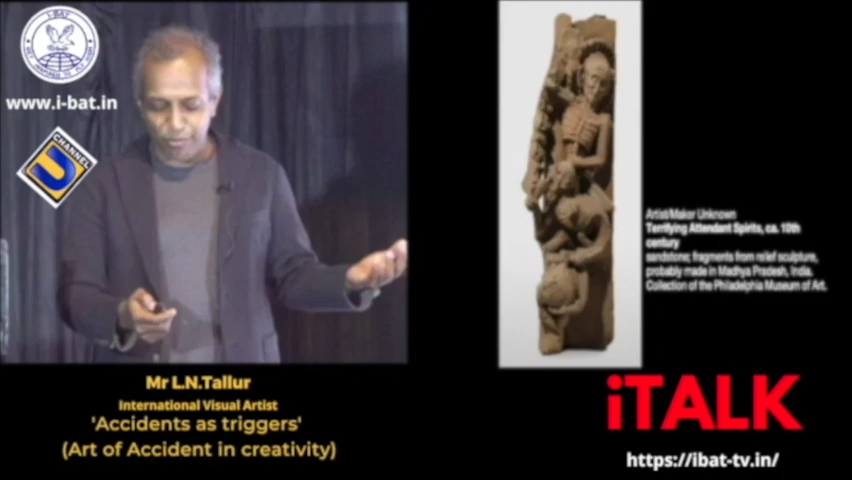 i-BAT
www.i-bat.in
CHANNEL
U
Artist/Maker Unknown
Terrifying Attendant Spirits, ca. 10th
century
sandstone; fragments from relief sculpture,
probably made in Madhya Pradesh, India.
Collection of the Philadelphia Museum of Art.
Mr L.N.Tallur
International Visual Artist
'Accidents as triggers'
(Art of Accident in creativity)
iTALK
https://ibat-tv.in/